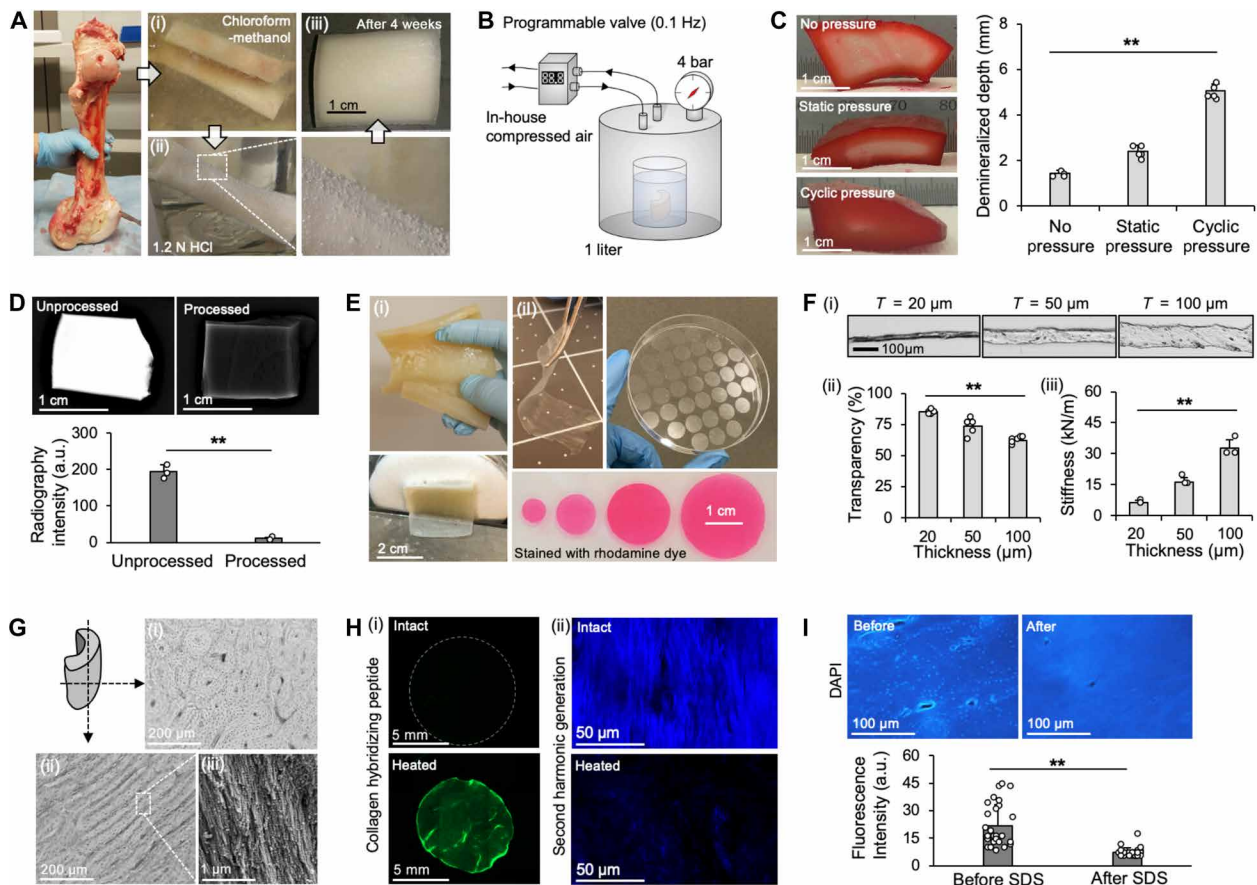 A
(i)
Chloroform
-methanol
(iii)
After 4 weeks
1 cm
(ii)
1.2 N HCl
B
Programmable valve (0.1 Hz)
4 bar
In-house
compressed air
1 liter
C
No pressure
1 cm
Static pressure
70 80
1 cm
Cyclic pressure
1 cm
Demineralized depth (mm)
8
6
4
2
0
**
No
pressure
Static
pressure
Cyclic
pressure
D
Unprocessed
1 cm
Processed
1 cm
Radiography
intensity (a.u.)
300
200
100
0
**
Unprocessed
Processed
E
(i)
2 cm
(ii)
1 cm
Stained with rhodamine dye
F
(i)
T = 20 μm
T = 50 μm
T = 100 μm
100μm
(ii)
Transparency (%)
100
75
50
25
0
**
20
50
100
Thickness (μm)
(iii)
Stiffness (kN/m)
60
45
30
15
0
**
20
50
100
Thickness (μm)
G
(i)
200 μm
(ii)
200 μm
(iii)
1 μm
H
(i)
Collagen hybridizing peptide
Intact
5 mm
Heated
5 mm
(ii)
Second harmonic generation
Intact
50 μm
Heated
50 μm
I
DAPI
Before
100 μm
After
100 μm
Fluorescence
Intensity (a.u.)
60
45
30
15
0
**
Before SDS
After SDS